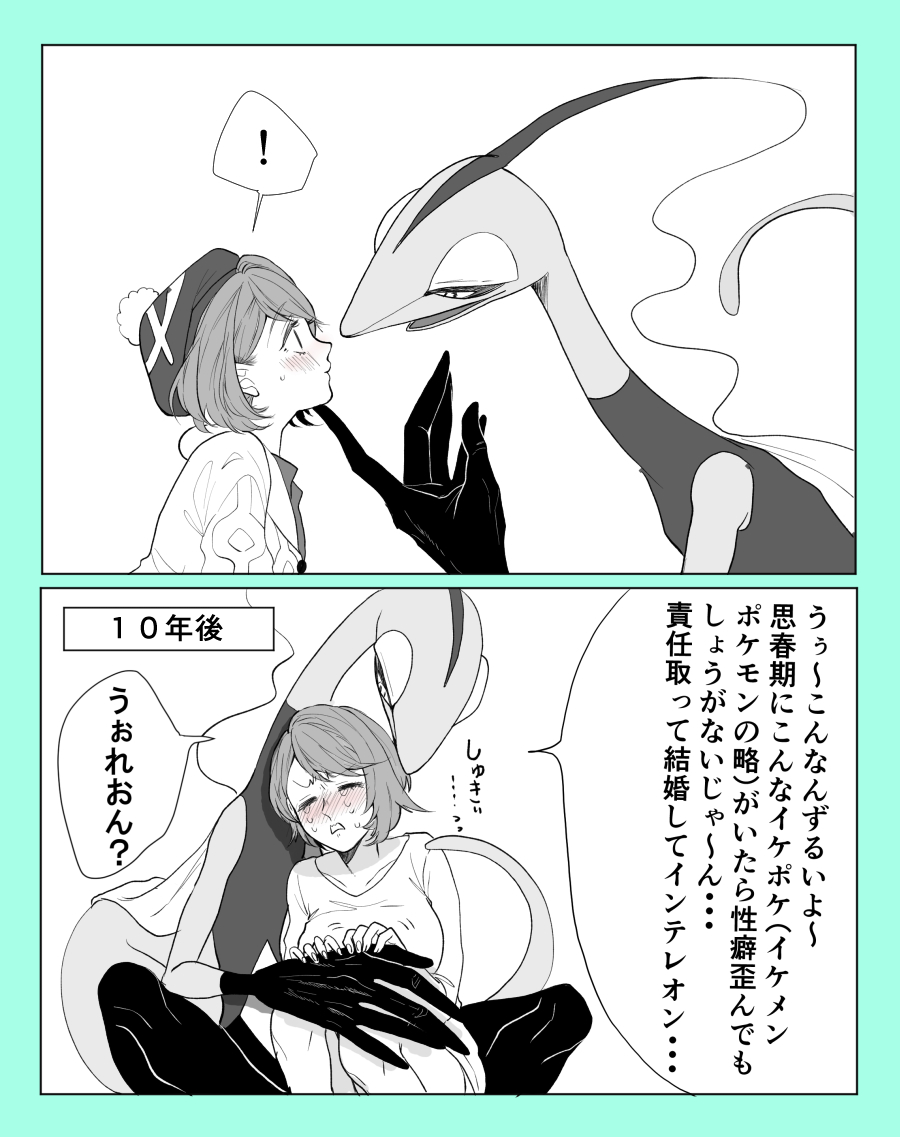 ！
１０年後
うぅ～こんなんずるいよ～
思春期にこんなイケポケ（イケメン
ポケモンの略）がいたら性癖歪んでも
しょうがないじゃ～ん・・・
責任取って結婚してインテレオン・・・
しゅきぃ
・・・っっ
うぉれおん？